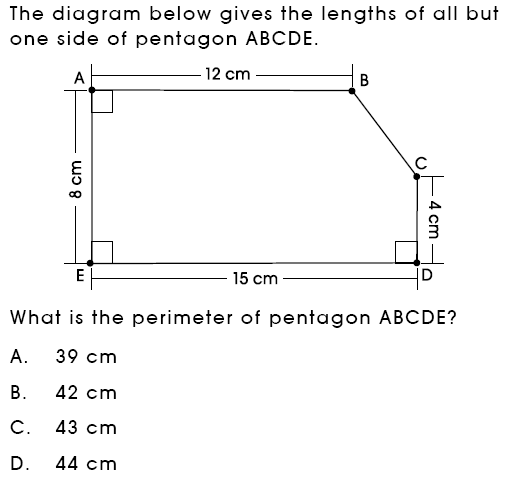 The diagram below gives the lengths of all but
one side of pentagon ABCDE.
A
12 cm
B
8 cm
C
4 cm
E
15 cm
D
What is the perimeter of pentagon ABCDE?
A. 39 cm
B. 42 cm
C. 43 cm
D. 44 cm